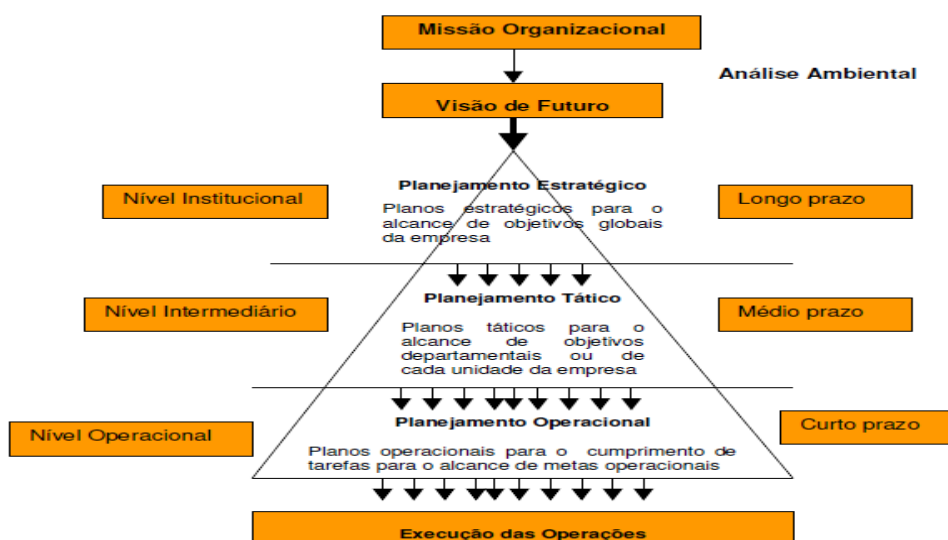 Missão Organizacional
Análise Ambiental
Visão de Futuro
Planejamento Estratégico
Nível Institucional
Longo prazo
Planos estratégicos para o
alcance de objetivos globais
da empresa
Planejamento Tático
Nível Intermediário
Médio prazo
Planos táticos para o
alcance de objetivos
departamentais ou de
cada unidade da empresa
Planejamento Operacional
Nível Operacional
Curto prazo
Planos operacionais para o cumprimento de
tarefas para o alcance de metas operacionais
Execução das Operações